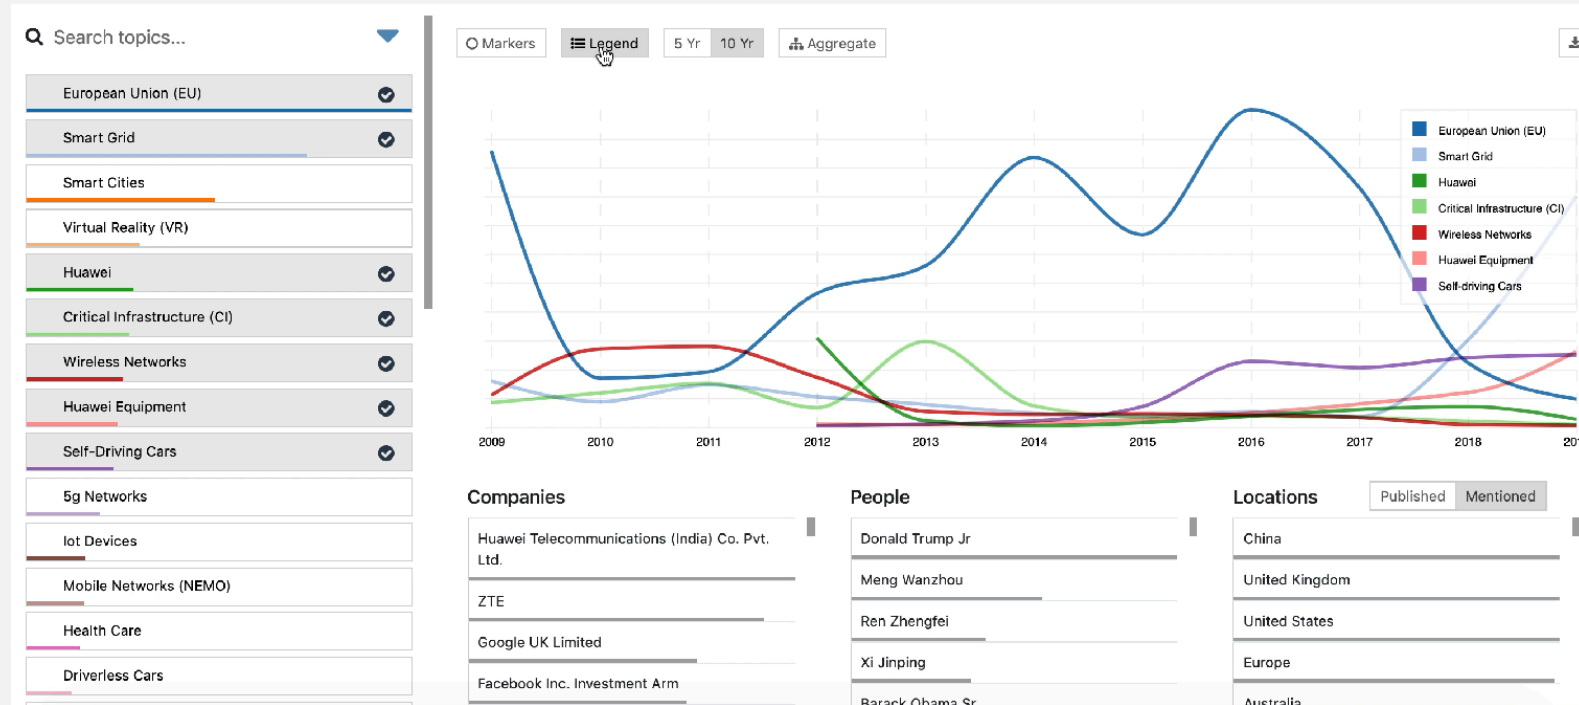 Search topics...
European Union (EU)
Smart Grid
Smart Cities
Virtual Reality (VR)
Huawei
Critical Infrastructure (CI)
Wireless Networks
Huawei Equipment
Self-Driving Cars
5g Networks
Iot Devices
Mobile Networks (NEMO)
Health Care
Driverless Cars
Markers
Legend
5 Yr
10 Yr
Aggregate
European Union (EU)
Smart Grid
Huawei
Critical Infrastructure (CI)
Wireless Networks
Huawei Equipment
Self-driving Cars
2009 2010 2011 2012 2013 2014 2015 2016 2017 2018 201
Companies
Huawei Telecommunications (India) Co. Pvt.
Ltd.
ZTE
Google UK Limited
Facebook Inc. Investment Arm
People
Donald Trump Jr
Meng Wanzhou
Ren Zhengfei
Xi Jinping
Barack Obama Sr
Locations
Published
Mentioned
China
United Kingdom
United States
Europe
Australia